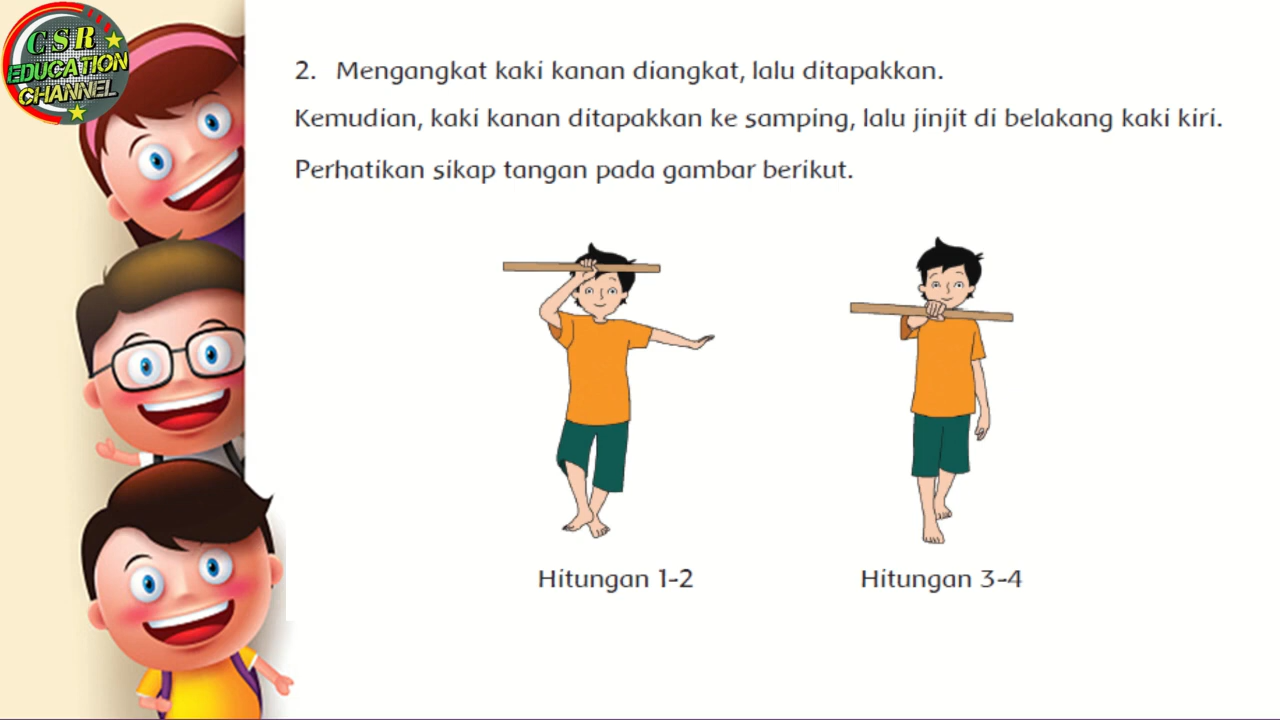 CSR
EDUCATION
CHANNEL
2. Mengangkat kaki kanan diangkat, lalu ditapakkan.
Kemudian, kaki kanan ditapakkan ke samping, lalu jinjit di belakang kaki kiri.
Perhatikan sikap tangan pada gambar berikut.
Hitungan 1-2
Hitungan 3-4